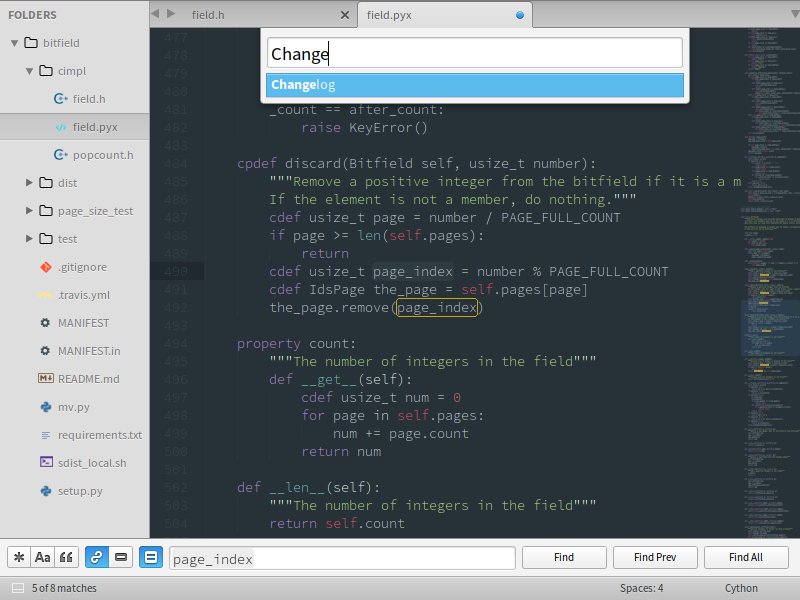 FOLDERS
bitfield
cimpl
field.h
field.pyx
popcount.h
dist
page_size_test
test
.gitignore
.travis.yml
MANIFEST
MANIFEST.in
README.md
mv.py
requirements.txt
sdist_local.sh
setup.py
field.h
field.pyx
Change
Changelog
477
478
479
481 _count == after_count:
482 raise KeyError()
483
484 cpdef discard(Bitfield self, usize_t number):
485 """Remove a positive integer from the bitfield if it is a m
486 If the element is not a member, do nothing."""
487 cdef usize_t page = number / PAGE_FULL_COUNT
488 if page >= len(self.pages):
489 return
490 cdef usize_t page_index = number % PAGE_FULL_COUNT
491 cdef IdsPage the_page = self.pages[page]
492 the_page.remove(page_index)
493
494 property count:
495 """The number of integers in the field"""
496 def __get__(self):
497 cdef usize_t num = 0
498 for page in self.pages:
499 num += page.count
500 return num
501
502 def __len__(self):
503 """The number of integers in the field"""
504 return self.count
Aa
page_index
Find
Find Prev
Find All
5 of 8 matches
Spaces: 4
Cython